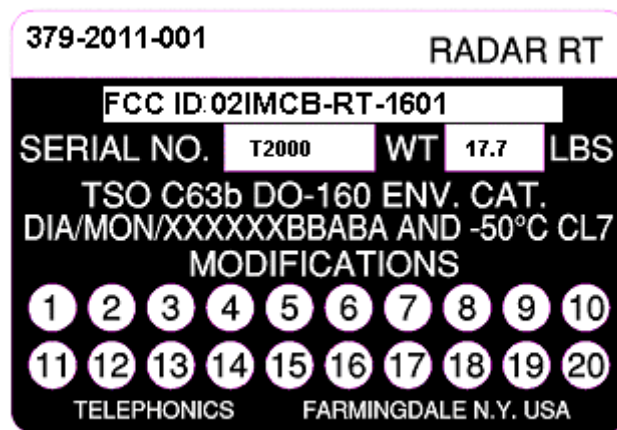 379-2011-001 RADAR RT
FCC ID:02IMCB-RT-1601
SERIAL NO. T2000 WT 17.7 LBS
TSO C63b DO-160 ENV. CAT.
DIA/MON/XXXXXXBBABA AND -50°C CL7
MODIFICATIONS
1 2 3 4 5 6 7 8 9 10
11 12 13 14 15 16 17 18 19 20
TELEPHONICS FARMINGDALE N.Y. USA